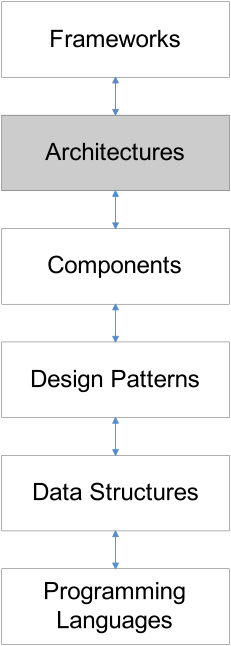 Frameworks
Architectures
Components
Design Patterns
Data Structures
Programming
Languages